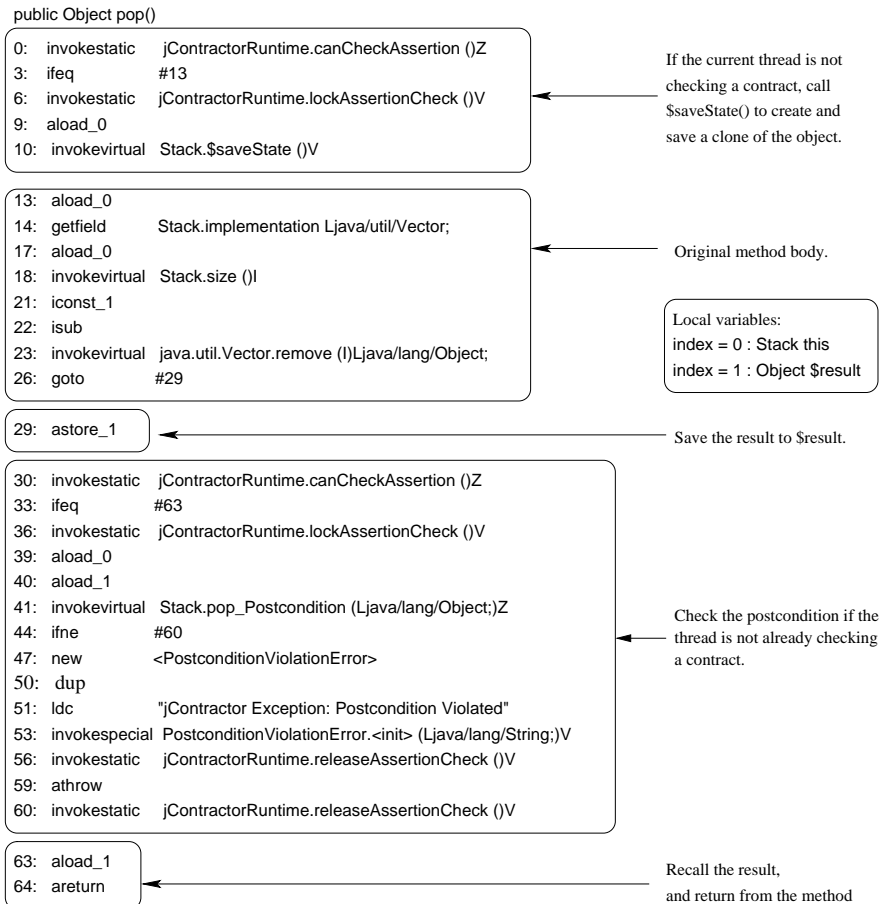 public Object pop()
0: invokestatic jContractorRuntime.canCheckAssertion ()Z
3: ifeq #13
6: invokestatic jContractorRuntime.lockAssertionCheck ()V
9: aload_0
10: invokevirtual Stack.$saveState ()V
If the current thread is not
checking a contract, call
$saveState() to create and
save a clone of the object.
13: aload_0
14: getfield Stack.implementation Ljava/util/Vector;
17: aload_0
18: invokevirtual Stack.size ()I
21: iconst_1
22: isub
23: invokevirtual java.util.Vector.remove (I)Ljava/lang/Object;
26: goto #29
Original method body.
Local variables:
index = 0 : Stack this
index = 1 : Object $result
29: astore_1
Save the result to $result.
30: invokestatic jContractorRuntime.canCheckAssertion ()Z
33: ifeq #63
36: invokestatic jContractorRuntime.lockAssertionCheck ()V
39: aload_0
40: aload_1
41: invokevirtual Stack.pop_Postcondition (Ljava/lang/Object;)Z
44: ifne #60
47: new <PostconditionViolationError>
50: dup
51: ldc "jContractor Exception: Postcondition Violated"
53: invokespecial PostconditionViolationError.<init> (Ljava/lang/String;)V
56: invokestatic jContractorRuntime.releaseAssertionCheck ()V
59: athrow
60: invokestatic jContractorRuntime.releaseAssertionCheck ()V
Check the postcondition if the
thread is not already checking
a contract.
63: aload_1
64: areturn
Recall the result,
and return from the method